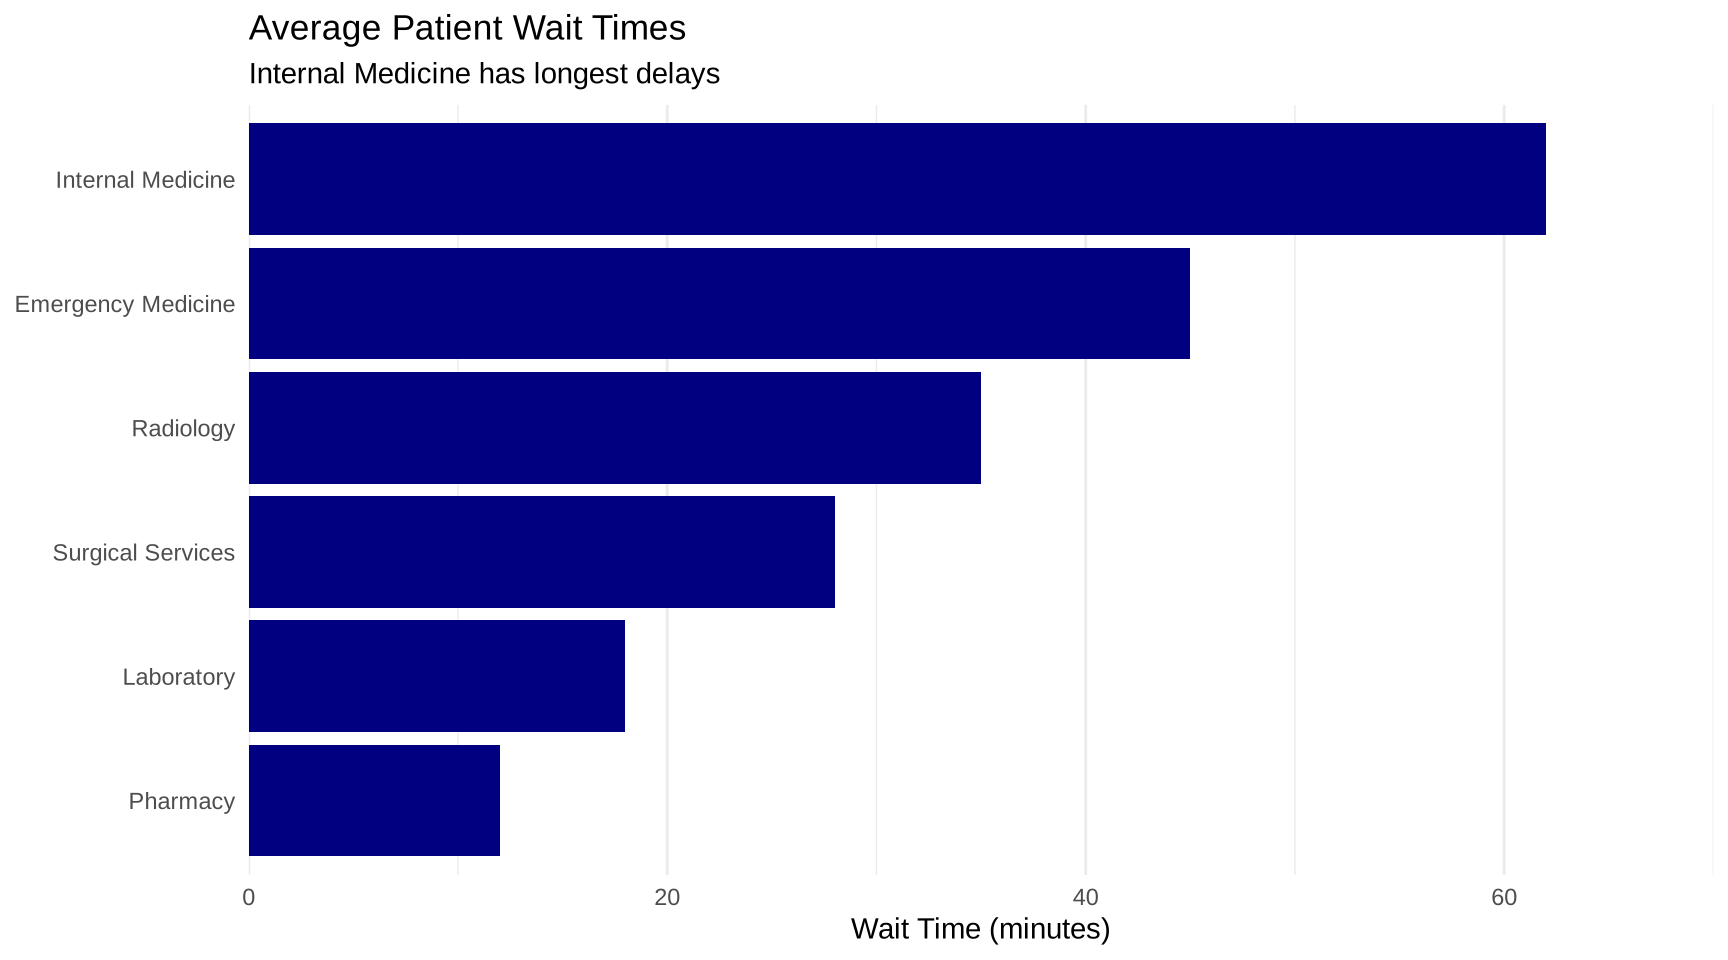 Average Patient Wait Times
Internal Medicine has longest delays
Internal Medicine
Emergency Medicine
Radiology
Surgical Services
Laboratory
Pharmacy
0 20 40 60
Wait Time (minutes)